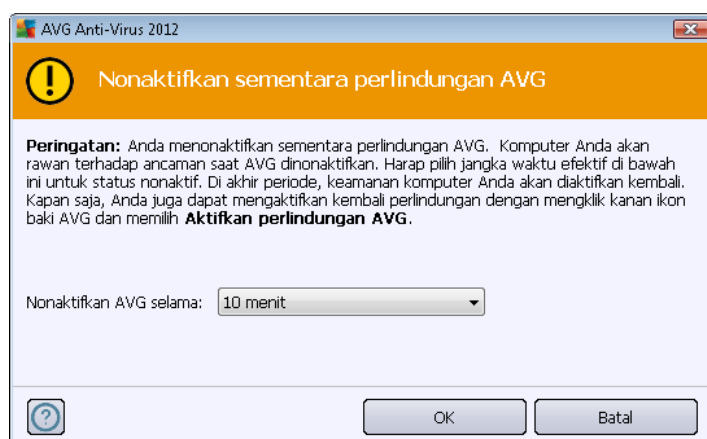 AVG Anti-Virus 2012
Nonaktifkan sementara perlindungan AVG
Peringatan: Anda menonaktifkan sementara perlindungan AVG. Komputer Anda akan
rawan terhadap ancaman saat AVG dinonaktifkan. Harap pilih jangka waktu efektif di bawah
ini untuk status nonaktif. Di akhir periode, keamanan komputer Anda akan diaktifkan kembali.
Kapan saja, Anda juga dapat mengaktifkan kembali perlindungan dengan mengklik kanan ikon
baki AVG dan memilih Aktifkan perlindungan AVG.
Nonaktifkan AVG selama: 10 menit
OK Batal